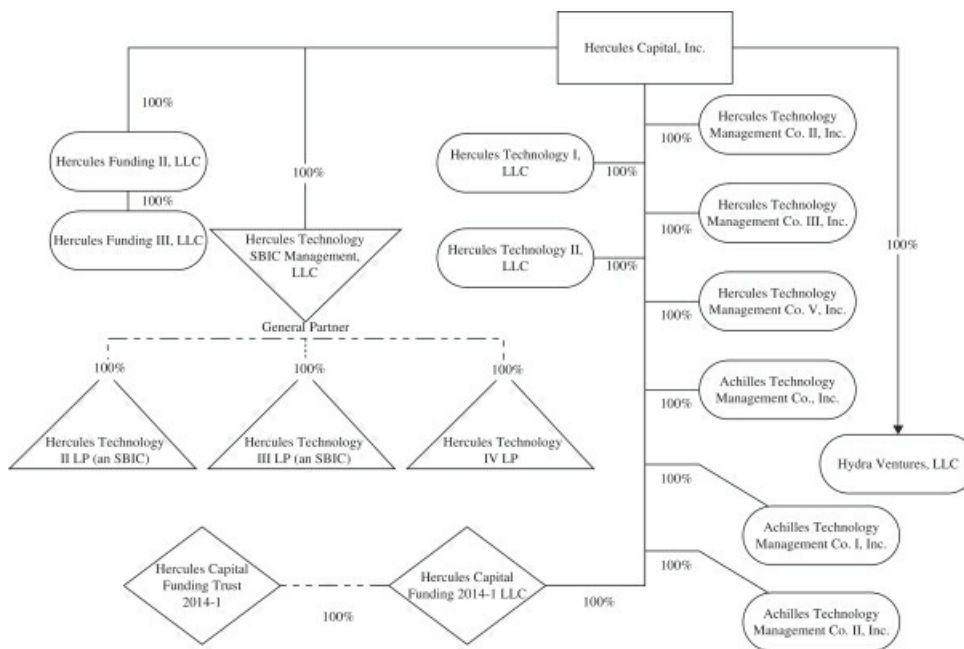 Hercules Capital, Inc.
100%
Hercules Funding II, LLC
100%
Hercules Funding III, LLC
100%
Hercules Technology
SBIC Management,
LLC
General Partner
100%
100%
100%
Hercules Technology
II LP (an SBIC)
Hercules Technology
III LP (an SBIC)
Hercules Technology
IV LP
Hercules Technology I,
LLC
100%
Hercules Technology II,
LLC
100%
Hercules Technology
Management Co. II, Inc.
100%
Hercules Technology
Management Co. III, Inc.
100%
Hercules Technology
Management Co. V, Inc.
100%
Achilles Technology
Management Co., Inc.
100%
100%
Hydra Ventures, LLC
100%
Achilles Technology
Management Co. I, Inc.
100%
Achilles Technology
Management Co. II, Inc.
Hercules Capital
Funding Trust
2014-1
100%
Hercules Capital
Funding 2014-1 LLC
100%